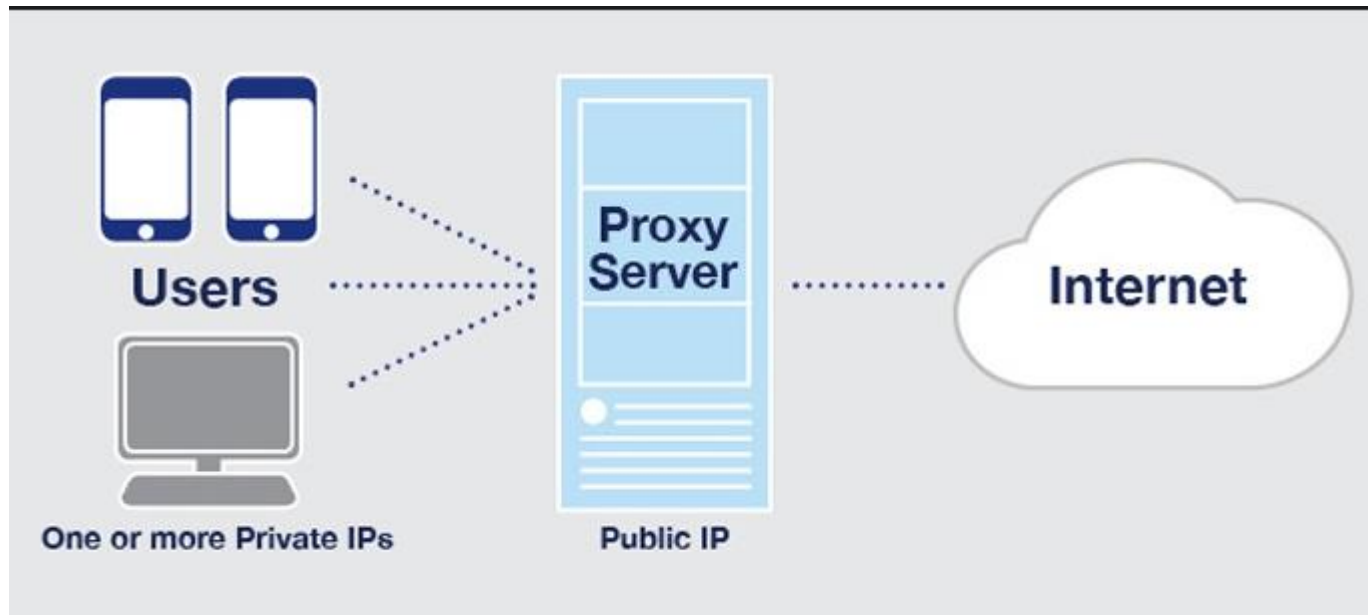 Users
One or more Private IPs
Proxy
Server
Public IP
Internet